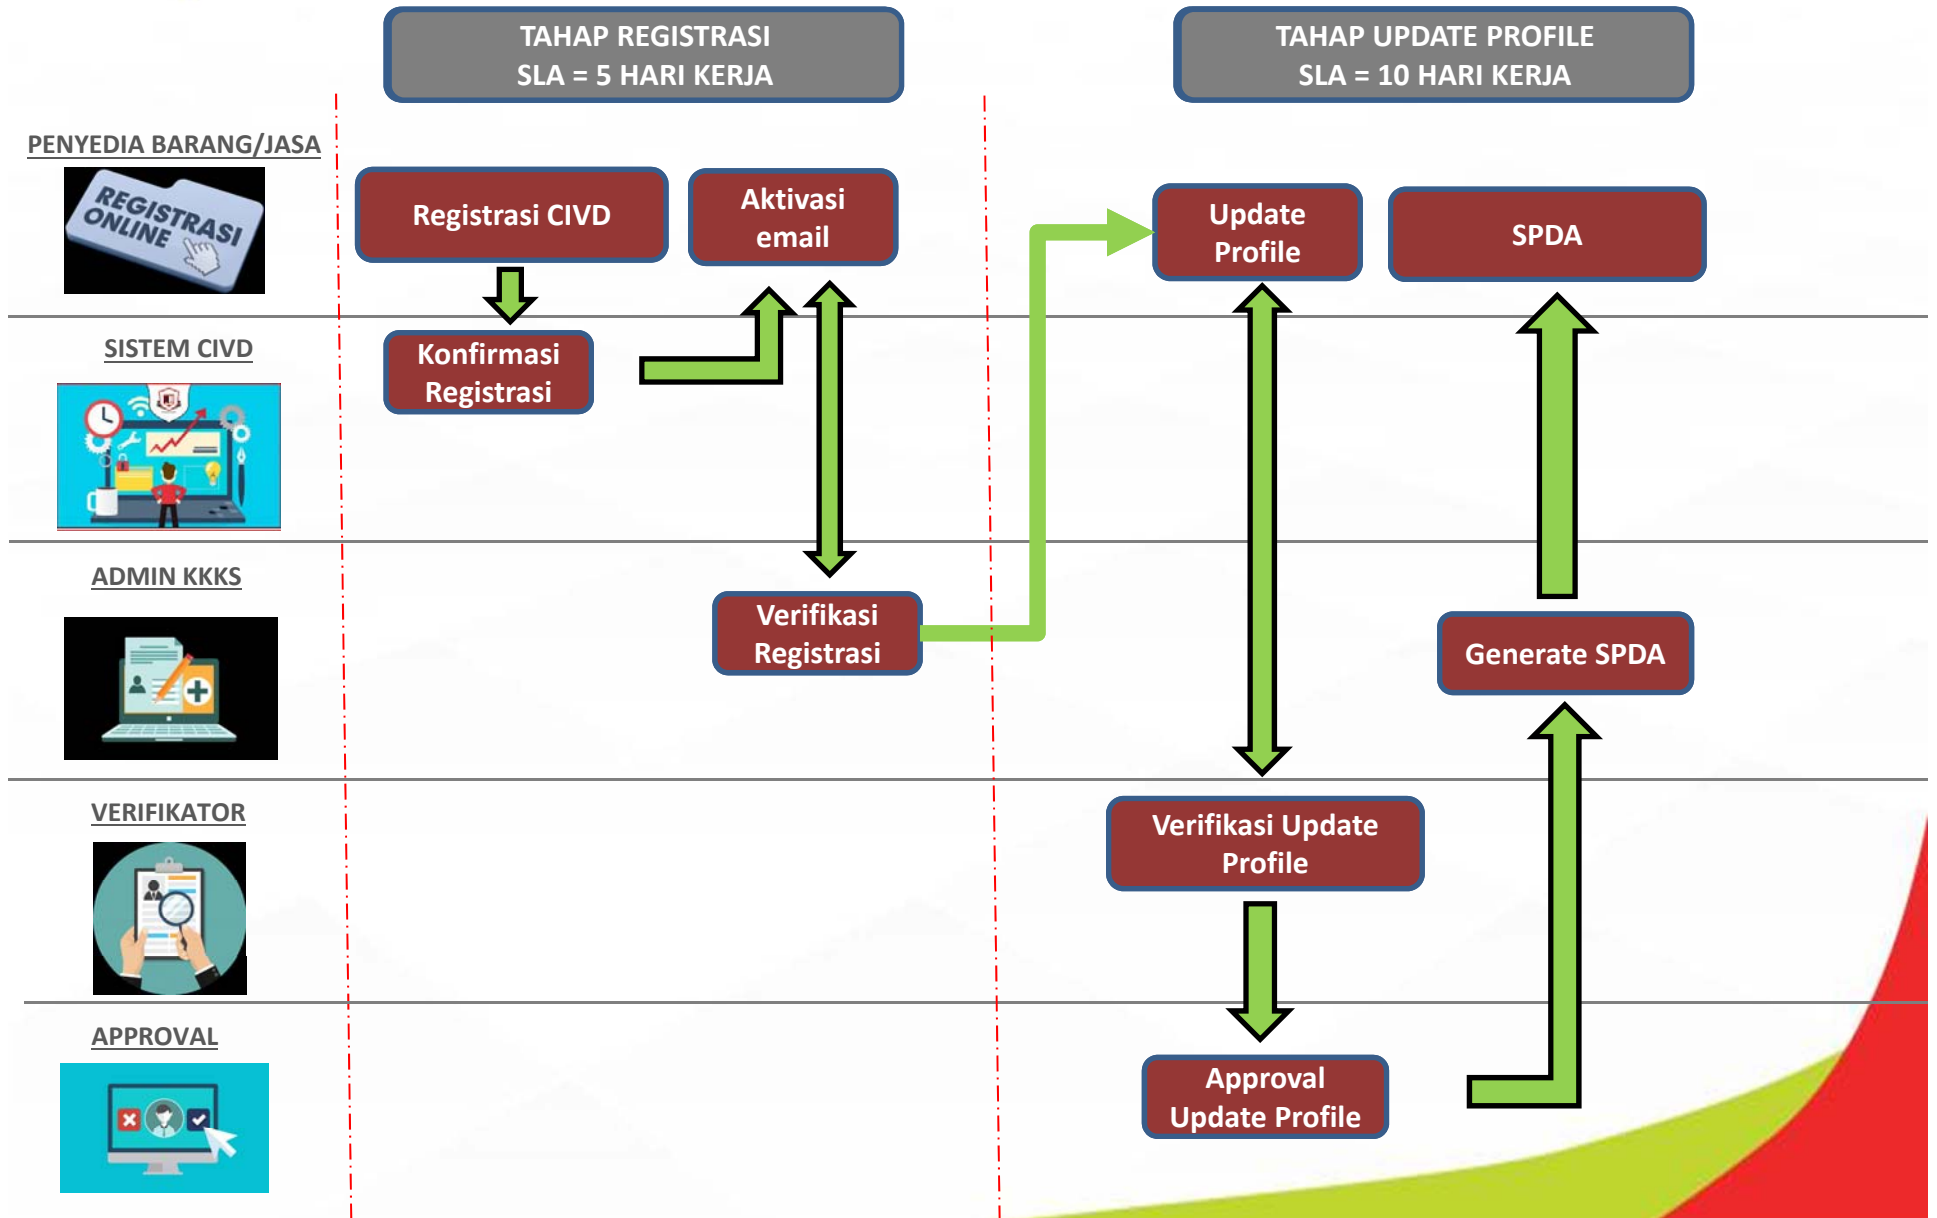 TAHAP REGISTRASI
SLA = 5 HARI KERJA
TAHAP UPDATE PROFILE
SLA = 10 HARI KERJA
PENYEDIA BARANG/JASA
REGISTRASI
ONLINE
Registrasi CIVD
Aktivasi
email
Update
Profile
SPDA
SISTEM CIVD
Konfirmasi
Registrasi
ADMIN KKKS
Verifikasi
Registrasi
Generate SPDA
VERIFIKATOR
Verifikasi Update
Profile
APPROVAL
Approval
Update Profile